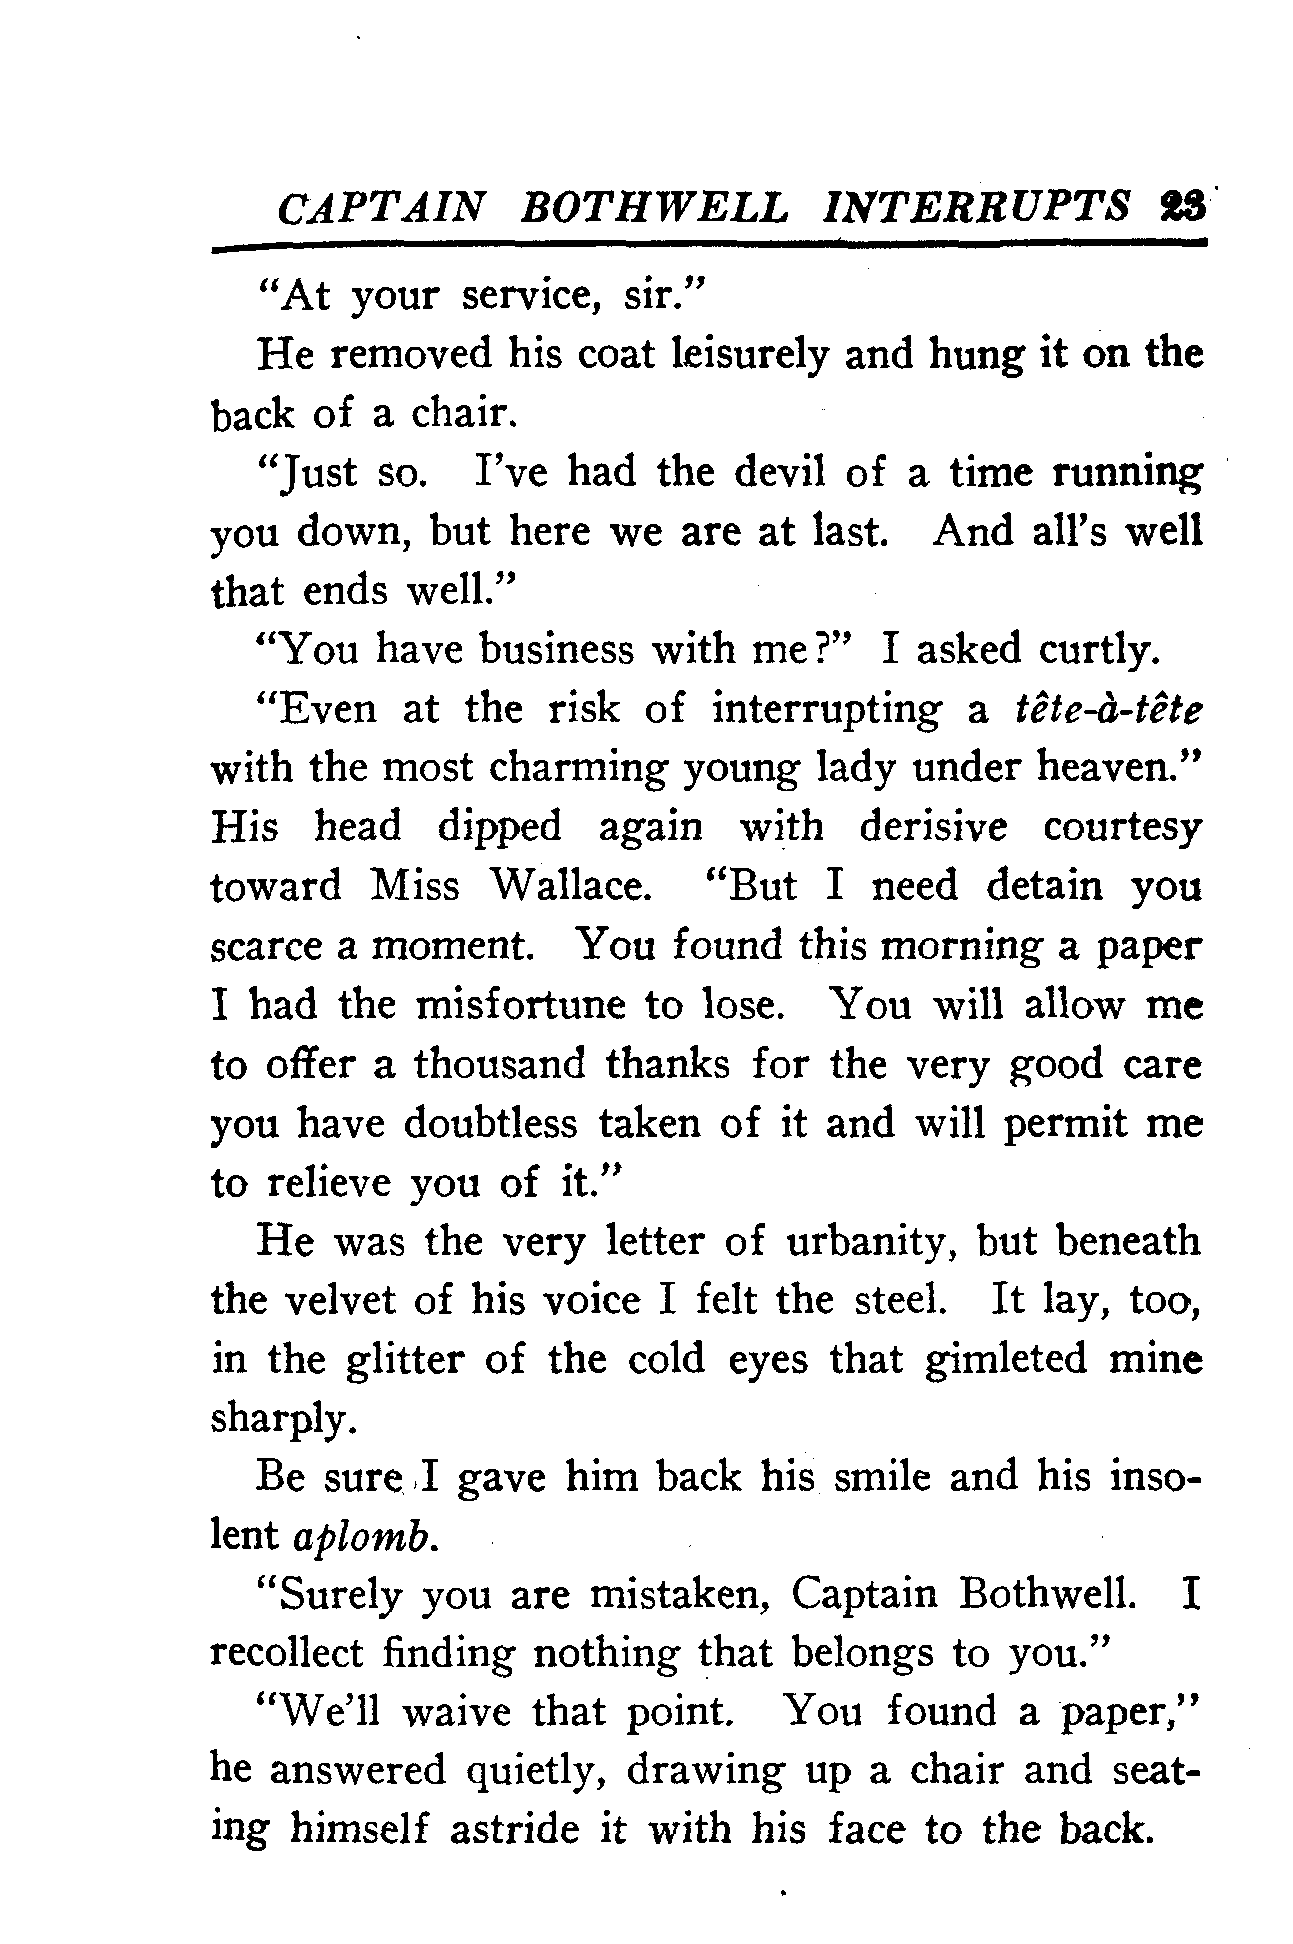 CAPTAIN BOTHWELL INTERRUPTS 23
“At your service, sir.”
He removed his coat leisurely and hung it on the
back of a chair.
“Just so. I’ve had the devil of a time running
you down, but here we are at last. And all’s well
that ends well.”
“You have business with me?” I asked curtly.
“Even at the risk of interrupting a tête-à-tête
with the most charming young lady under heaven.”
His head dipped again with derisive courtesy
toward Miss Wallace. “But I need detain you
scarce a moment. You found this morning a paper
I had the misfortune to lose. You will allow me
to offer a thousand thanks for the very good care
you have doubtless taken of it and will permit me
to relieve you of it.”
He was the very letter of urbanity, but beneath
the velvet of his voice I felt the steel. It lay, too,
in the glitter of the cold eyes that gimleted mine
sharply.
Be sure I gave him back his smile and his inso-
lent aplomb.
“Surely you are mistaken, Captain Bothwell. I
recollect finding nothing that belongs to you.”
“We’ll waive that point. You found a paper,”
he answered quietly, drawing up a chair and seat-
ing himself astride it with his face to the back.